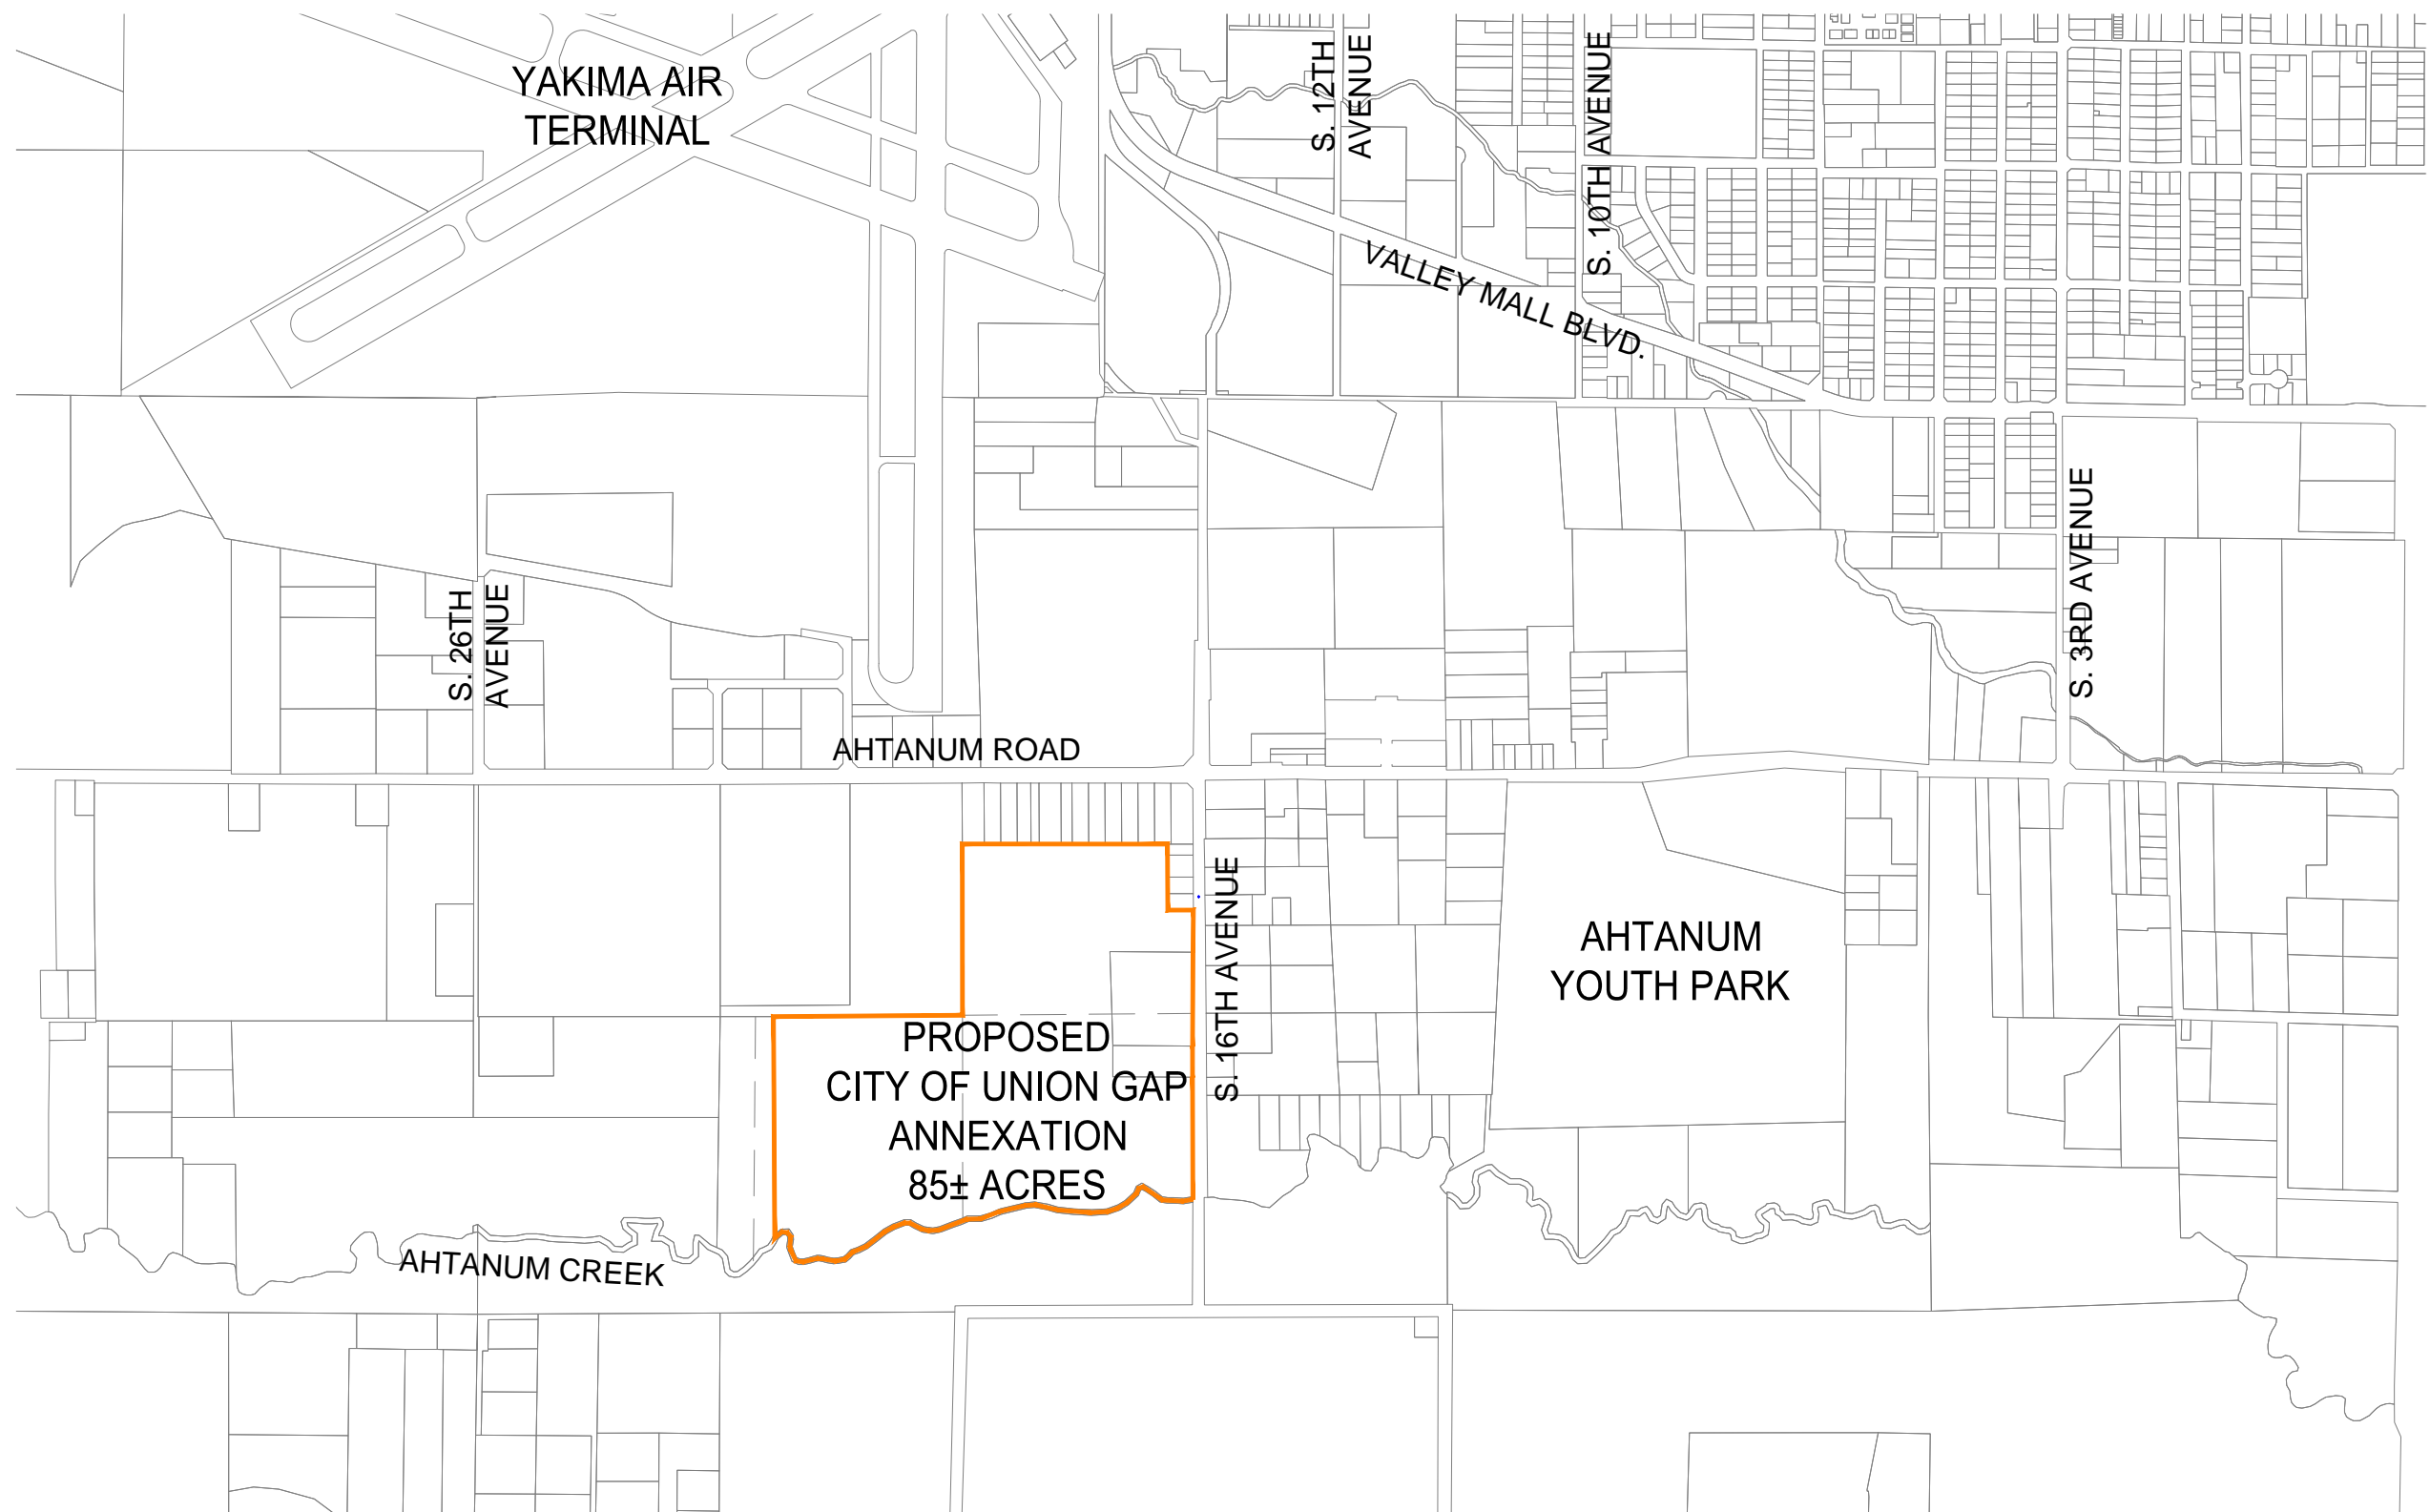 YAKIMA AIR
TERMINAL
S. 12TH
AVENUE
S. 10TH AVENUE
VALLEY MALL BLVD.
S. 26TH
AVENUE
S. 3RD AVENUE
AHTANUM ROAD
S. 16TH AVENUE
AHTANUM
YOUTH PARK
PROPOSED
CITY OF UNION GAP
ANNEXATION
85± ACRES
AHTANUM CREEK